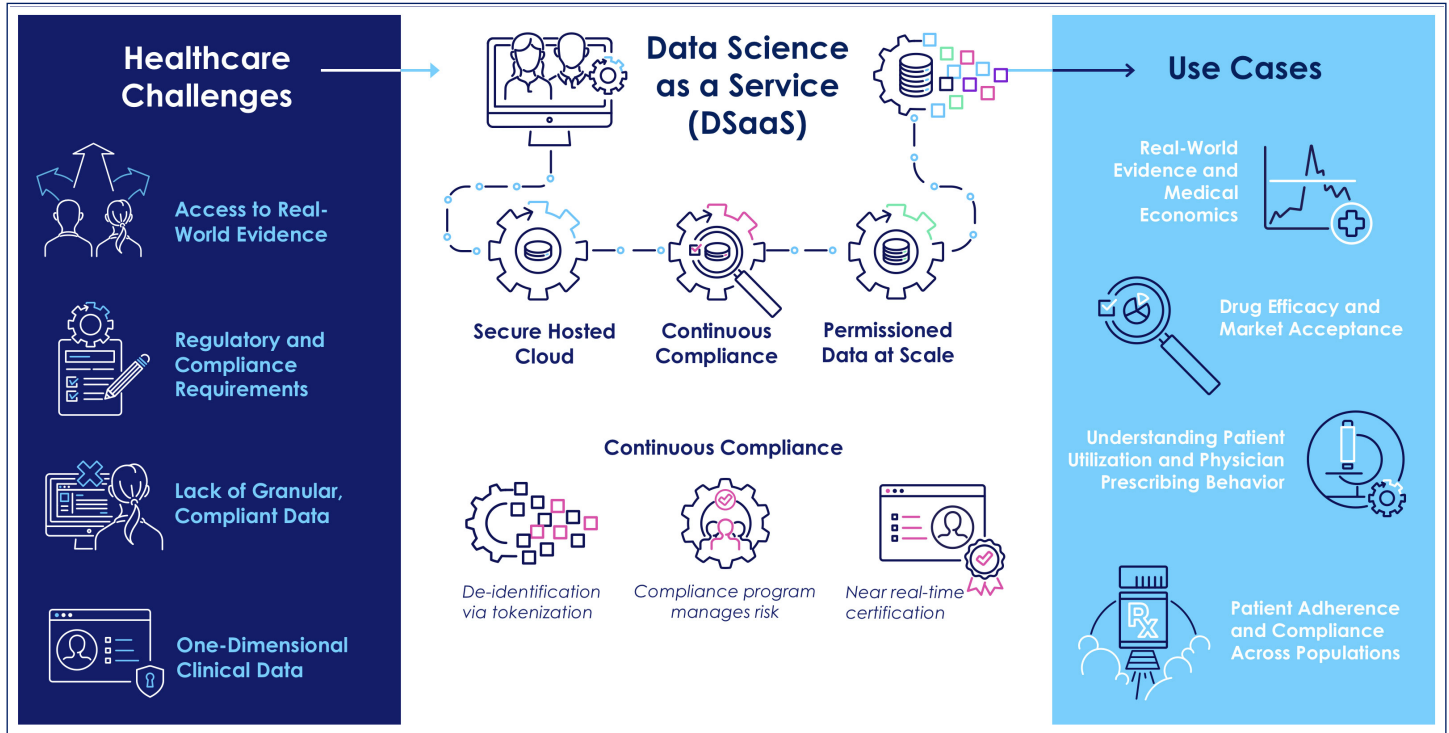 Healthcare
Challenges
Access to Real-
World Evidence
Regulatory and
Compliance
Requirements
Lack of Granular,
Compliant Data
One-Dimensional
Clinical Data
Data Science
as a Service
(DSaaS)
Secure Hosted
Cloud
Continuous
Compliance
Permissioned
Data at Scale
Continuous Compliance
De-identification
via tokenization
Compliance program
manages risk
Near real-time
certification
Use Cases
Real-World
Evidence and
Medical
Economics
Drug Efficacy and
Market Acceptance
Understanding Patient
Utilization and Physician
Prescribing Behavior
Rx
Patient Adherence
and Compliance
Across Populations